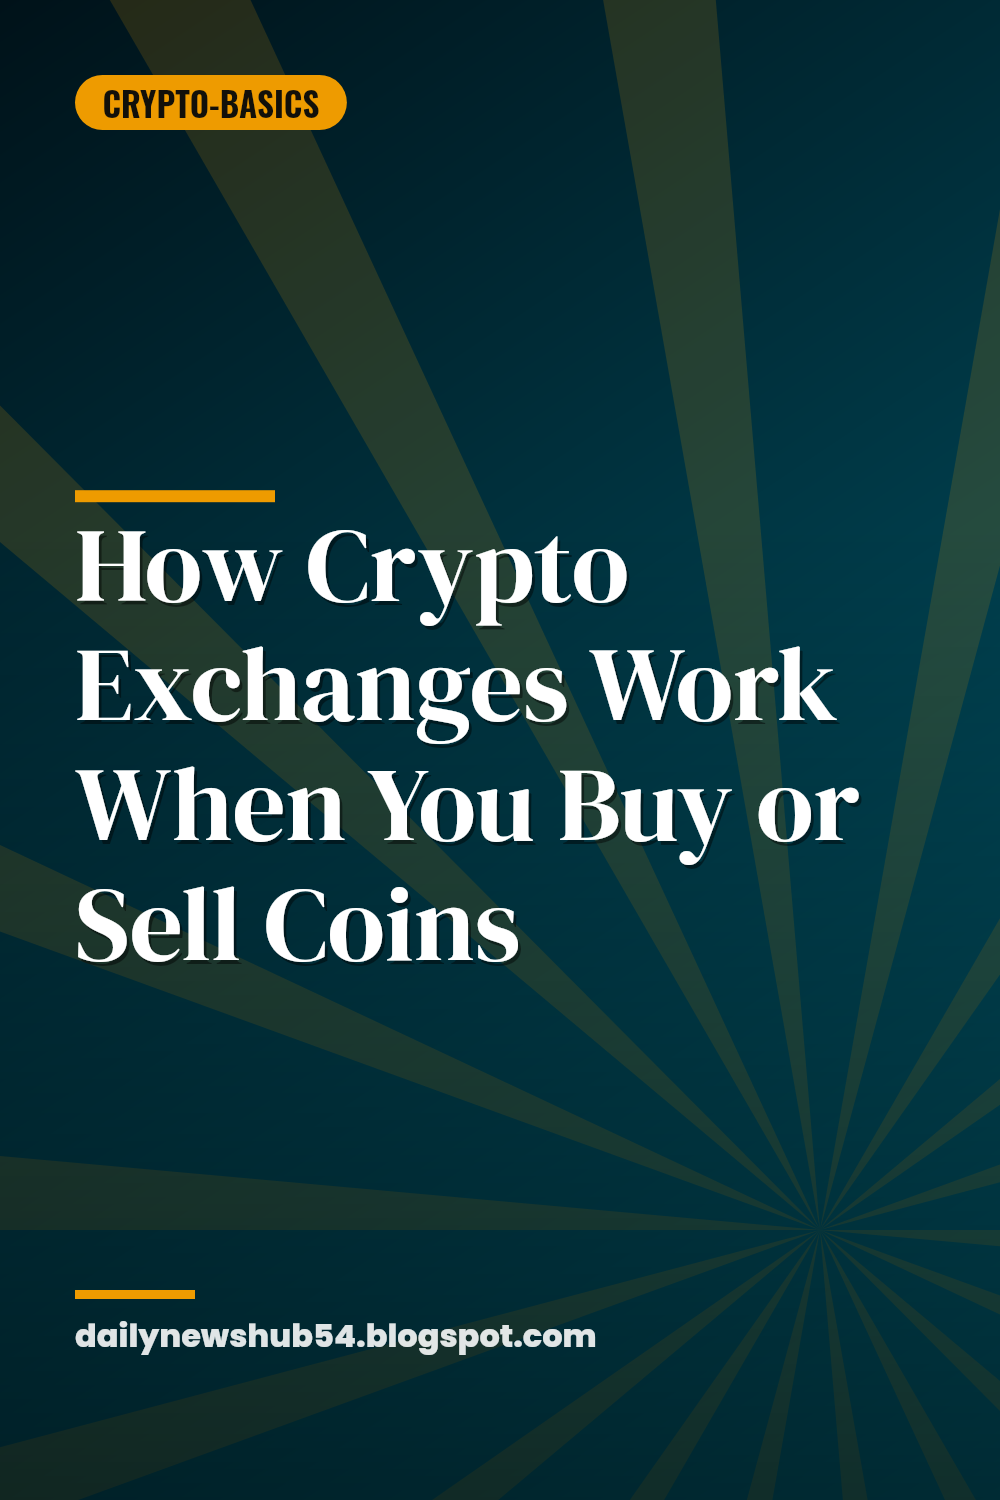 CRYPTO-BASICS
How Crypto
Exchanges Work
When You Buy or
Sell Coins
dailynewshub54.blogspot.com